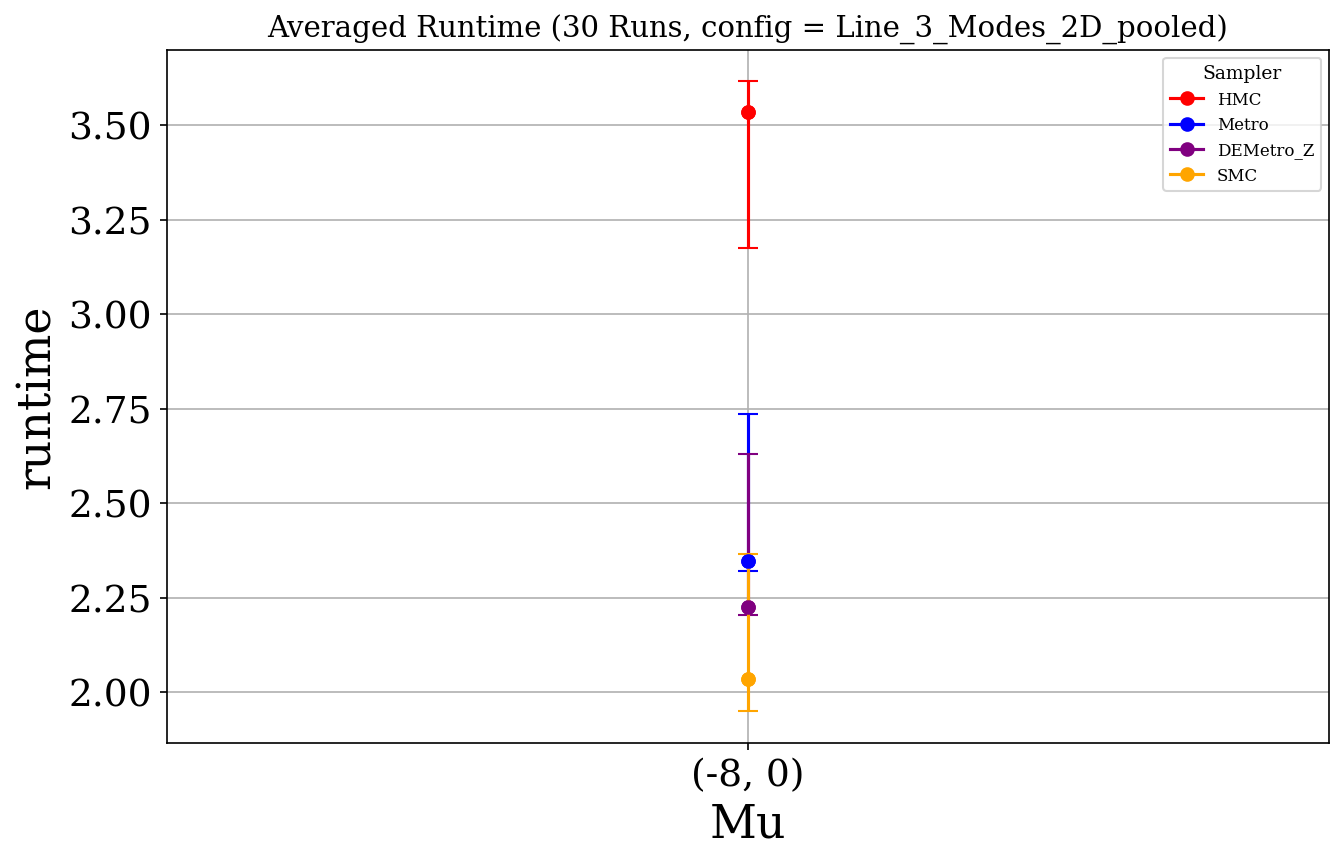 Averaged Runtime (30 Runs, config = Line_3_Modes_2D_pooled)
Sampler
HMC
Metro
DEMetro_Z
SMC
runtime
3.50
3.25
3.00
2.75
2.50
2.25
2.00
(-8, 0)
Mu